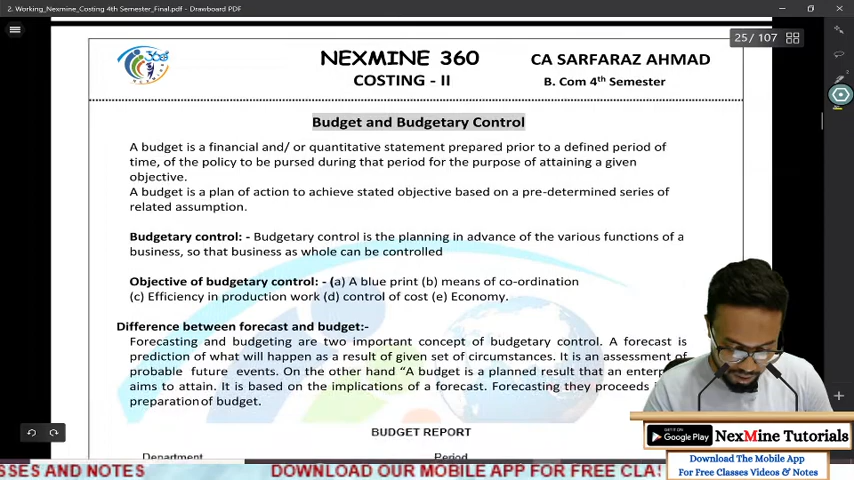 2. Working_Nexmine_Costing 4th Semester_Final.pdf - Drawboard PDF
25 / 107
NEXMINE 360
CA SARFARAZ AHMAD
COSTING - II
B. Com 4th Semester
Budget and Budgetary Control
A budget is a financial and/ or quantitative statement prepared prior to a defined period of
time, of the policy to be pursed during that period for the purpose of attaining a given
objective.
A budget is a plan of action to achieve stated objective based on a pre-determined series of
related assumption.
Budgetary control: - Budgetary control is the planning in advance of the various functions of a
business, so that business as whole can be controlled
Objective of budgetary control: - (a) A blue print (b) means of co-ordination
(c) Efficiency in production work (d) control of cost (e) Economy.
Difference between forecast and budget:-
Forecasting and budgeting are two important concept of budgetary control. A forecast is
prediction of what will happen as a result of given set of circumstances. It is an assessment of
probable future events. On the other hand “A budget is a planned result that an enterp
aims to attain. It is based on the implications of a forecast. Forecasting they proceeds
preparation of budget.
BUDGET REPORT
Department
Period
GET IT ON
Google Play
NexMine Tutorials
Download The Mobile App
For Free Classes Videos & Notes
SSES AND NOTES DOWNLOAD OUR MOBILE APP FOR FREE CLAS